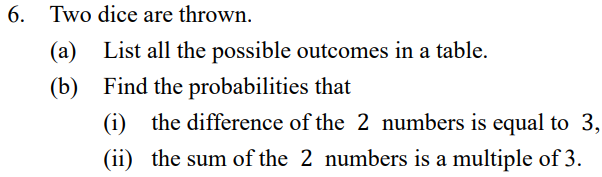 6. Two dice are thrown.
(a) List all the possible outcomes in a table.
(b) Find the probabilities that
(i) the difference of the 2 numbers is equal to 3,
(ii) the sum of the 2 numbers is a multiple of 3.